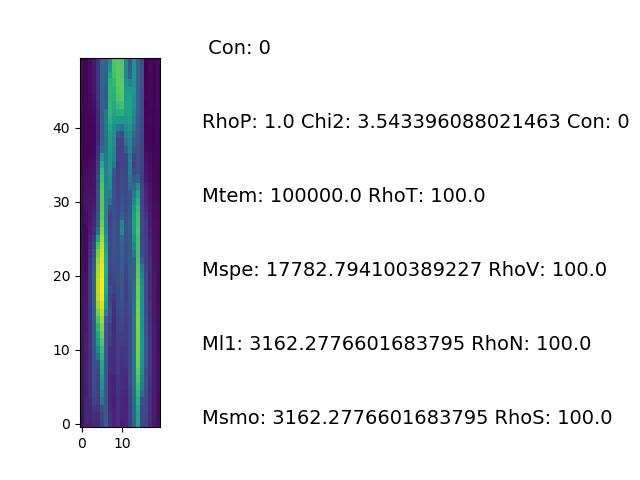 Con: 0
RhoP: 1.0 Chi2: 3.543396088021463 Con: 0
40
Mtem: 100000.0 RhoT: 100.0
30
Mspe: 17782.794100389227 RhoV: 100.0
20
Ml1: 3162.2776601683795 RhoN: 100.0
10
Msmo: 3162.2776601683795 RhoS: 100.0
0
0 10